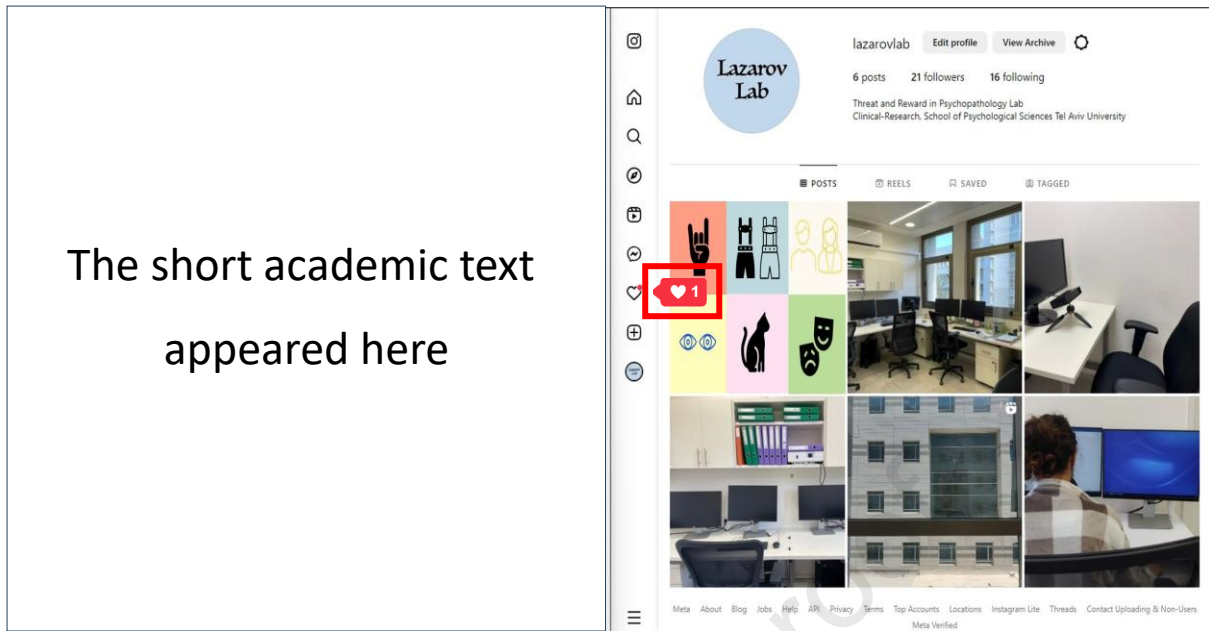 The short academic text
appeared here
Lazarov
Lab
lazarovlab Edit profile View Archive
6 posts 21 followers 16 following
Threat and Reward in Psychopathology Lab
Clinical-Research, School of Psychological Sciences Tel Aviv University
POSTS REELS SAVED TAGGED
1
Meta About Blog Jobs Help API Privacy Terms Top Accounts Locations Instagram Lite Threads Contact Uploading & Non-Users
Meta Verified